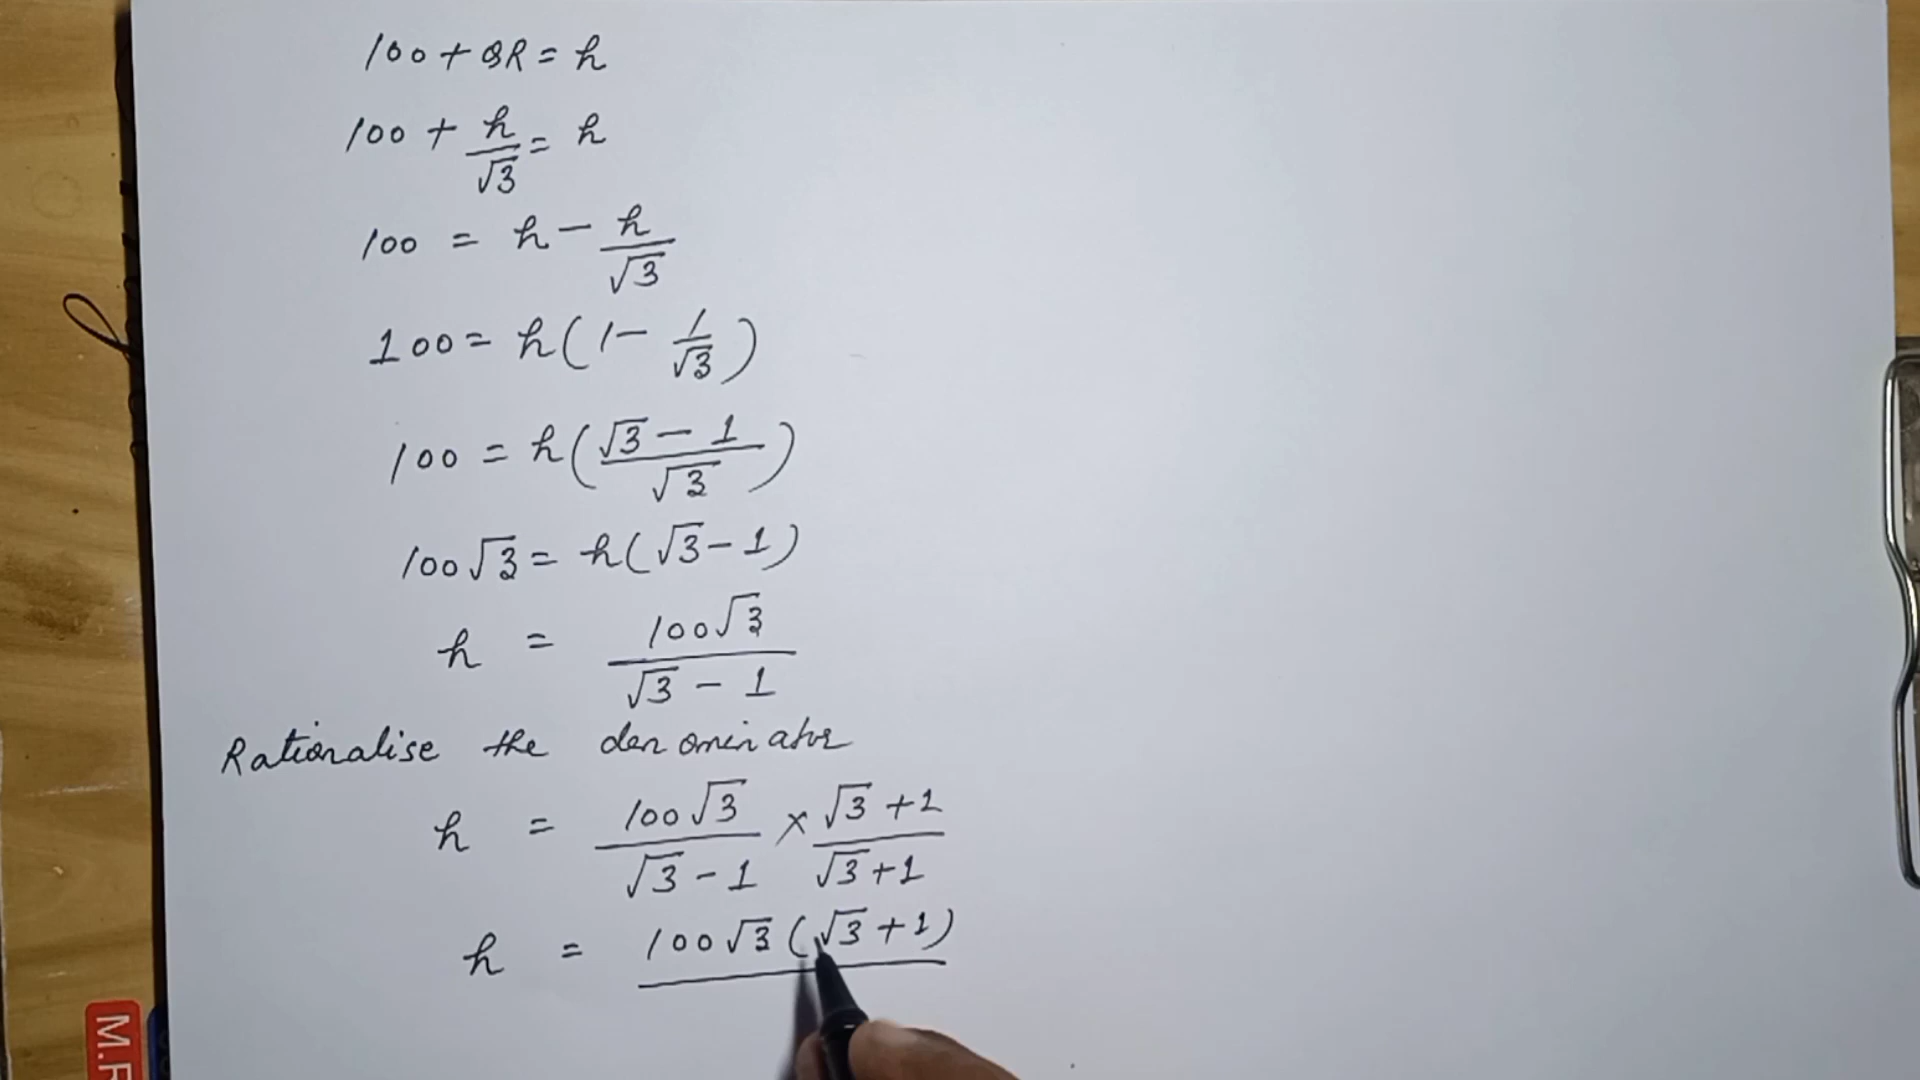 100 + QR = h
100 + h/√3 = h
100 = h - h/√3
100 = h(1 - 1/√3)
100 = h(√3 - 1/√3)
100√3 = h(√3 - 1)
h = 100√3/√3 - 1
Rationalise the denominator
h = 100√3/√3 - 1 × √3 + 1/√3 + 1
h = 100√3(√3 + 1)
M.R